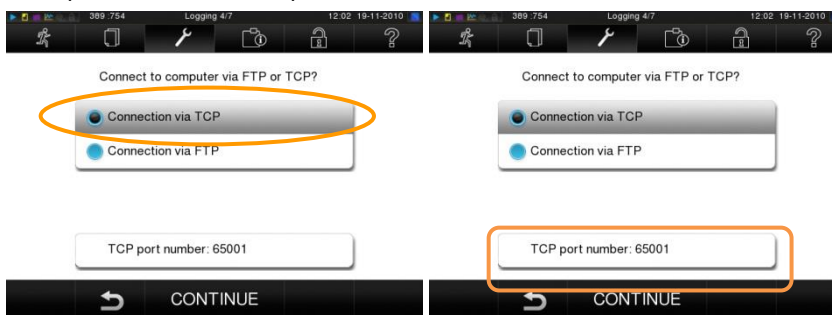 389 :754 Logging 4/7 12:02 19-11-2010
Connect to computer via FTP or TCP?
Connection via TCP
Connection via FTP
TCP port number: 65001
CONTINUE
389 :754 Logging 4/7 12:02 19-11-2010
Connect to computer via FTP or TCP?
Connection via TCP
Connection via FTP
TCP port number: 65001
CONTINUE